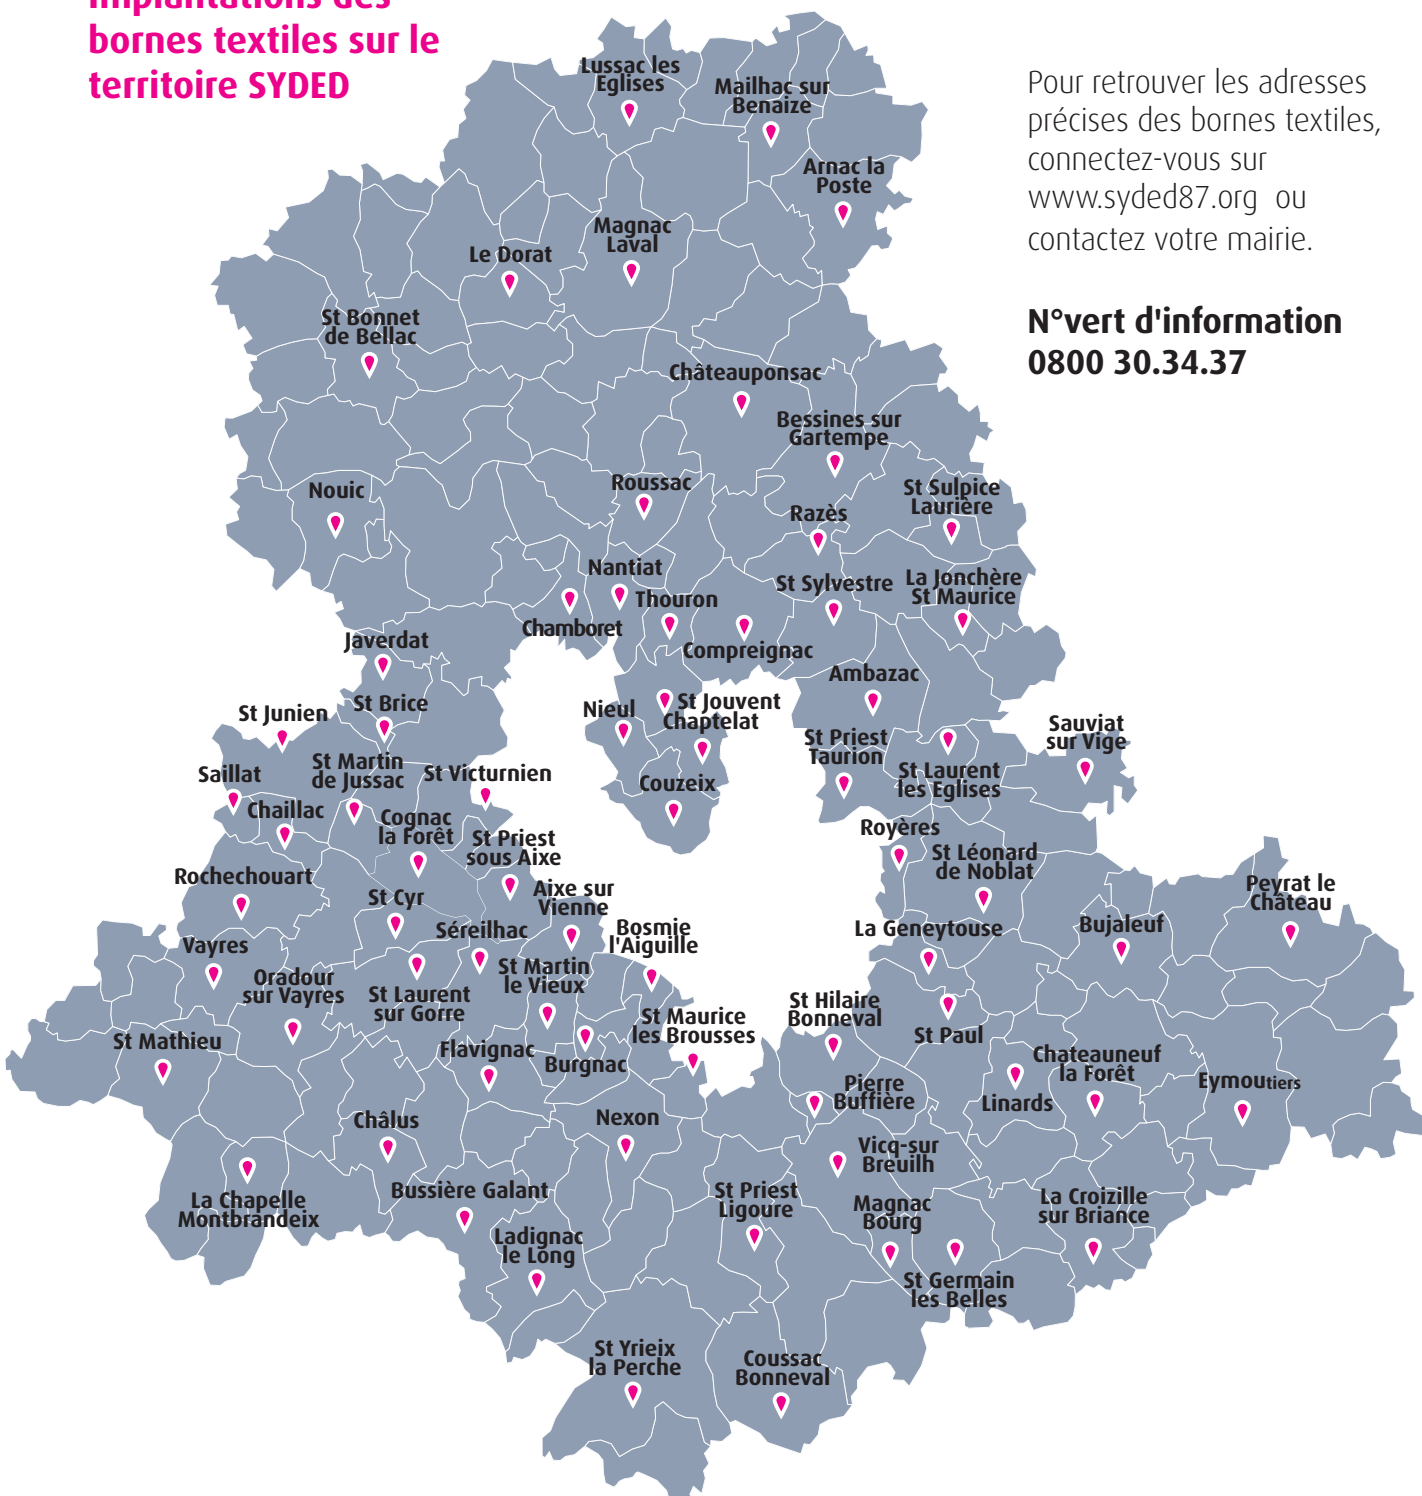 Implantations des
bornes textiles sur le
territoire SYDED
Pour retrouver les adresses
précises des bornes textiles,
connectez-vous sur
www.syded87.org ou
contactez votre mairie.
N°vert d'information
0800 30.34.37
Lussac les
Eglises
Mailhac sur
Benaize
Arnac la
Poste
Magnac
Laval
Le Dorat
St Bonnet
de Bellac
Châteauponsac
Bessines sur
Gartempe
Nouic
Roussac
St Sulpice
Laurière
Razès
Nantiat
St Sylvestre
La Jonchère
St Maurice
Thouron
Chamboret
Compreignac
Javerdat
Ambazac
St Brice
St Junien
Nieul
St Jouvent
Chaptelat
Sauviat
sur Vige
St Priest
Taurion
St Martin
de Jussac
St Victurnien
Saillat
St Laurent
les Eglises
Couzeix
Chaillac
Cognac
la Forêt
St Priest
sous Aixe
Royères
St Léonard
de Noblat
Rochechouart
St Cyr
Aixe sur
Vienne
Peyrat le
Château
Bosmie
l'Aiguille
Séreilhac
La Geneytouse
Bujaleuf
Vayres
Oradour
sur Vayres
St Laurent
sur Gorre
St Martin
le Vieux
St Hilaire
Bonneval
St Maurice
les Brousses
St Paul
St Mathieu
Flavignac
Burgnac
Chateauneuf
la Forêt
Eymoutiers
Pierre
Buffière
Linards
Châlus
Nexon
Vicq-sur
Breuilh
La Chapelle
Montbrandeix
Bussière Galant
St Priest
Ligoure
Magnac
Bourg
La Croizille
sur Briance
Ladignac
le Long
St Germain
les Belles
St Yrieix
la Perche
Coussac
Bonneval